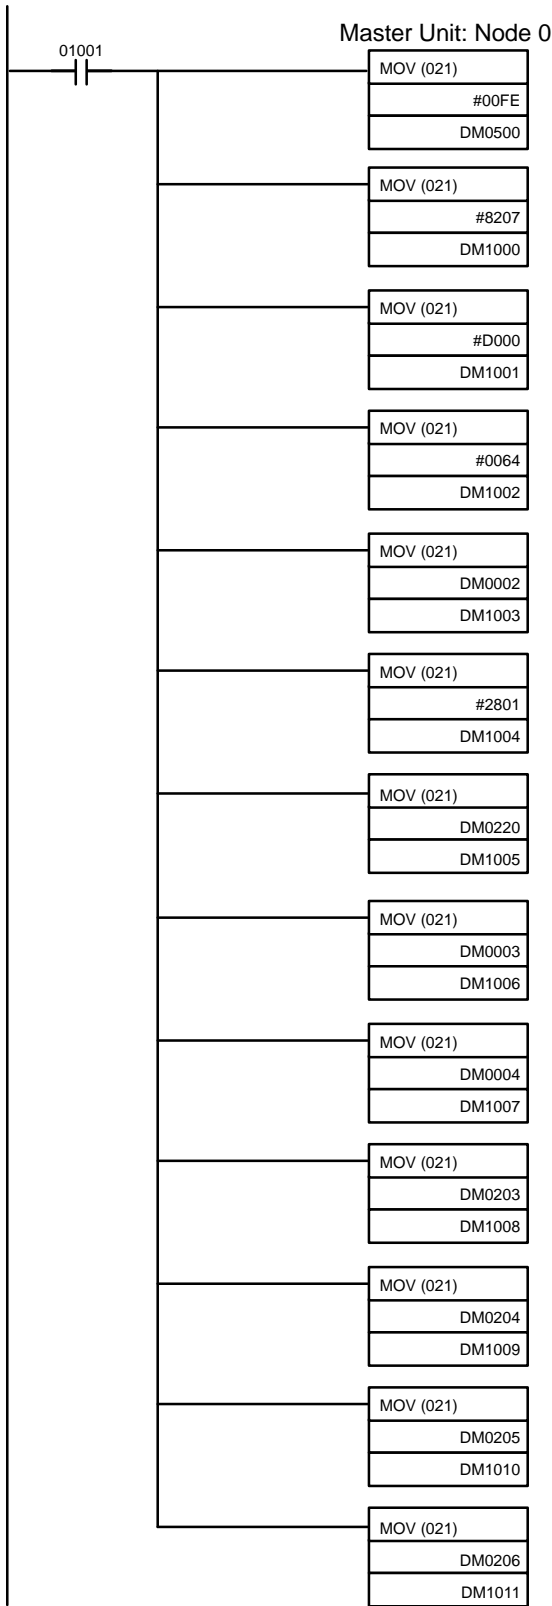 Master Unit: Node 0
01001
MOV (021)
#00FE
DM0500
MOV (021)
#8207
DM1000
MOV (021)
#D000
DM1001
MOV (021)
#0064
DM1002
MOV (021)
DM0002
DM1003
MOV (021)
#2801
DM1004
MOV (021)
DM0220
DM1005
MOV (021)
DM0003
DM1006
MOV (021)
DM0004
DM1007
MOV (021)
DM0203
DM1008
MOV (021)
DM0204
DM1009
MOV (021)
DM0205
DM1010
MOV (021)
DM0206
DM1011